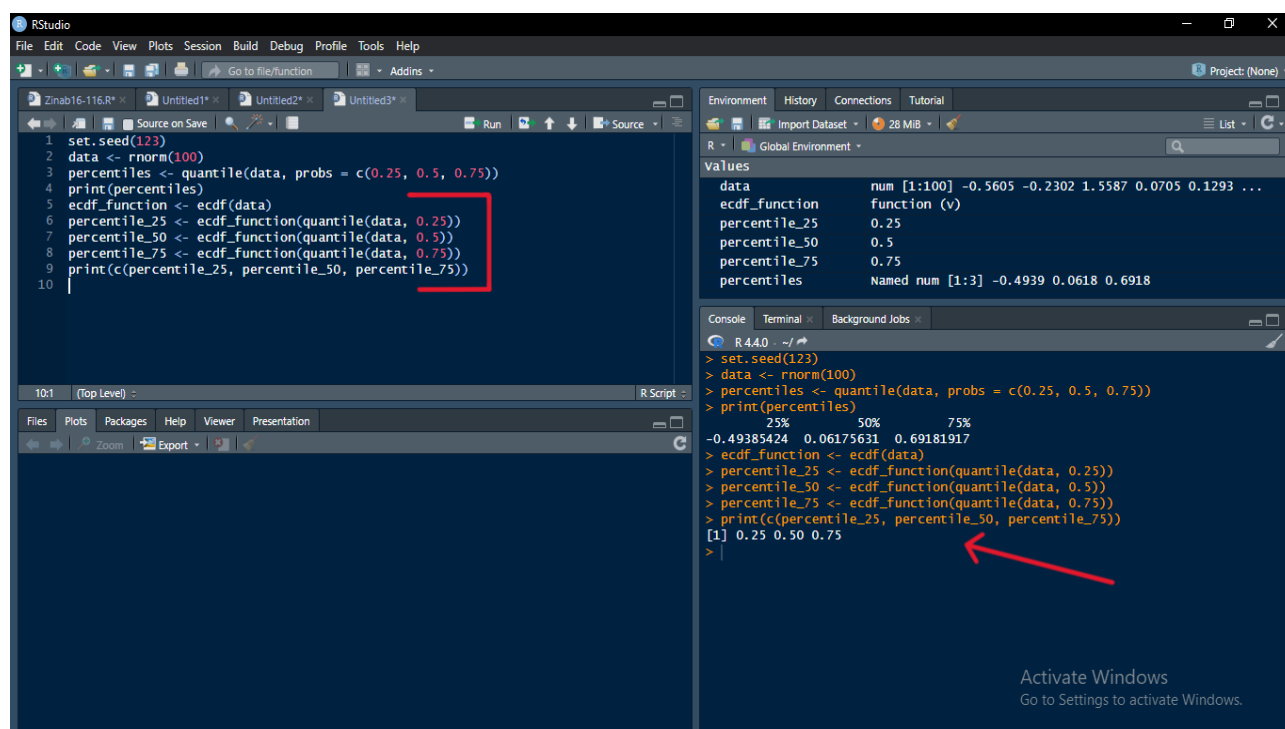 RStudio
File Edit Code View Plots Session Build Debug Profile Tools Help
Go to file/function Addins Project: (None)
Zinab16-116.R* Untitled1* Untitled2* Untitled3*
Source on Save Run Source
1 set.seed(123)
2 data <- rnorm(100)
3 percentiles <- quantile(data, probs = c(0.25, 0.5, 0.75))
4 print(percentiles)
5 ecdf_function <- ecdf(data)
6 percentile_25 <- ecdf_function(quantile(data, 0.25))
7 percentile_50 <- ecdf_function(quantile(data, 0.5))
8 percentile_75 <- ecdf_function(quantile(data, 0.75))
9 print(c(percentile_25, percentile_50, percentile_75))
10
10:1 (Top Level) R Script
Files Plots Packages Help Viewer Presentation
Zoom Export
Environment History Connections Tutorial
Import Dataset 28 MiB List
R Global Environment
Values
data num [1:100] -0.5605 -0.2302 1.5587 0.0705 0.1293 ...
ecdf_function function (v)
percentile_25 0.25
percentile_50 0.5
percentile_75 0.75
percentiles Named num [1:3] -0.4939 0.0618 0.6918
Console Terminal Background Jobs
R 4.4.0 · ~/
> set.seed(123)
> data <- rnorm(100)
> percentiles <- quantile(data, probs = c(0.25, 0.5, 0.75))
> print(percentiles)
25% 50% 75%
-0.49385424 0.06175631 0.69181917
> ecdf_function <- ecdf(data)
> percentile_25 <- ecdf_function(quantile(data, 0.25))
> percentile_50 <- ecdf_function(quantile(data, 0.5))
> percentile_75 <- ecdf_function(quantile(data, 0.75))
> print(c(percentile_25, percentile_50, percentile_75))
[1] 0.25 0.50 0.75
>
Activate Windows
Go to Settings to activate Windows.